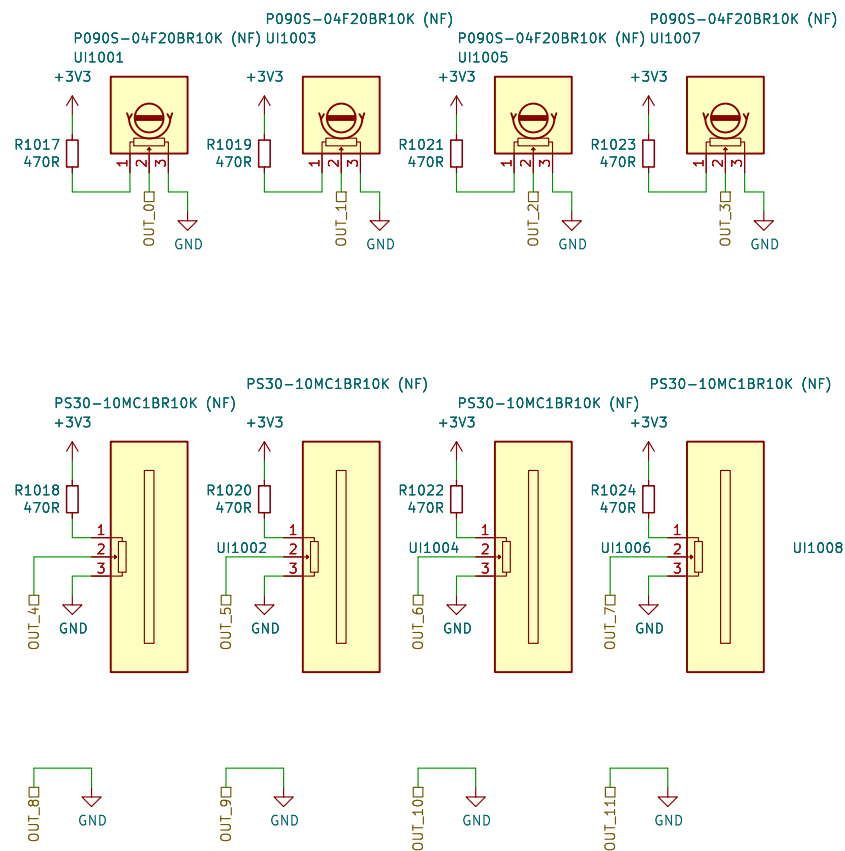 P090S-04F20BR10K (NF)
P090S-04F20BR10K (NF)
P090S-04F20BR10K (NF)
UI1003
P090S-04F20BR10K (NF)
UI1007
UI1001
UI1005
+3V3
+3V3
+3V3
+3V3
R1017
R1019
R1021
R1023
470R
470R
470R
470R
1 2 3
1 2 3
1 2 3
1 2 3
OUT_0
OUT_1
OUT_2
OUT_3
GND
GND
GND
GND
PS30-10MC1BR10K (NF)
PS30-10MC1BR10K (NF)
PS30-10MC1BR10K (NF)
PS30-10MC1BR10K (NF)
+3V3
+3V3
+3V3
+3V3
R1018
R1020
R1022
R1024
470R
470R
470R
470R
1
1
1
1
2
UI1002
2
UI1004
2
UI1006
2
UI1008
3
3
3
3
OUT_4
OUT_5
OUT_6
OUT_7
GND
GND
GND
GND
OUT_8
OUT_9
OUT_10
OUT_11
GND
GND
GND
GND